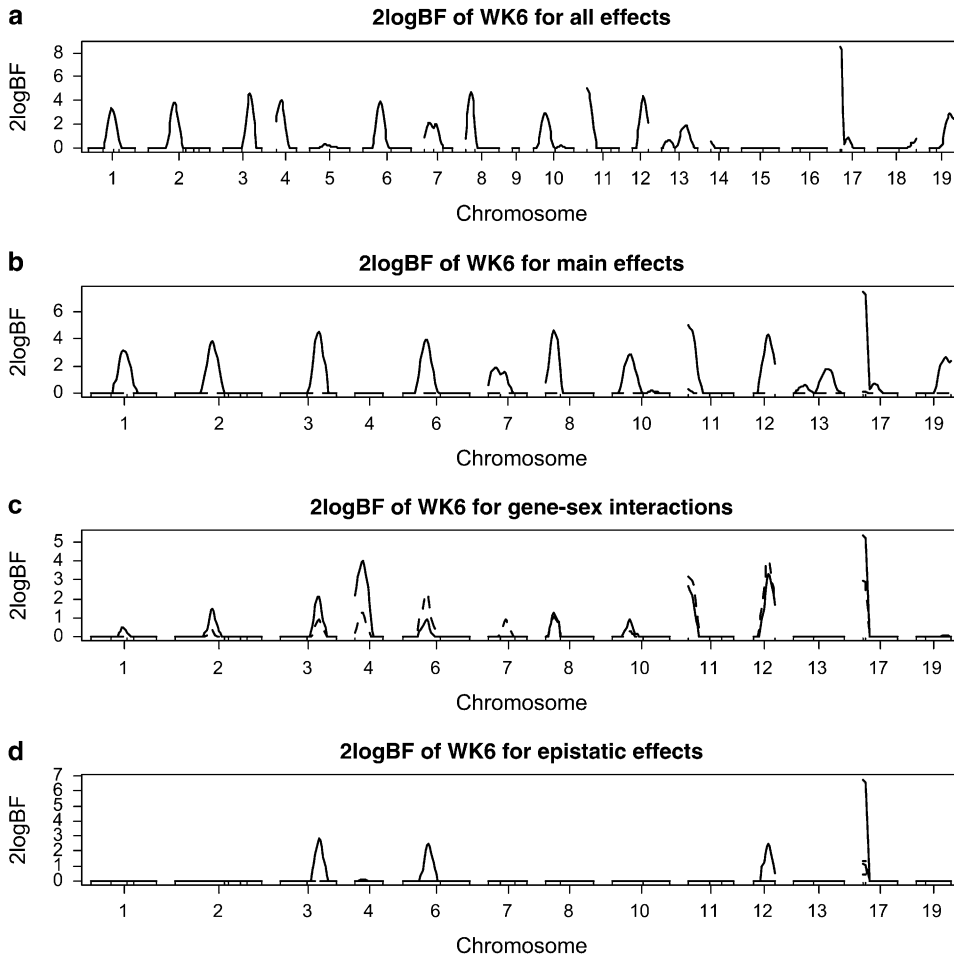 a
2logBF of WK6 for all effects
2logBF
8
6
4
2
0
1 2 3 4 5 6 7 8 9 10 11 12 13 14 15 16 17 18 19
Chromosome
b
2logBF of WK6 for main effects
2logBF
6
4
2
0
1 2 3 4 6 7 8 10 11 12 13 17 19
Chromosome
c
2logBF of WK6 for gene-sex interactions
2logBF
5
4
3
2
1
0
1 2 3 4 6 7 8 10 11 12 13 17 19
Chromosome
d
2logBF of WK6 for epistatic effects
2logBF
7
6
5
4
3
2
1
0
1 2 3 4 6 7 8 10 11 12 13 17 19
Chromosome